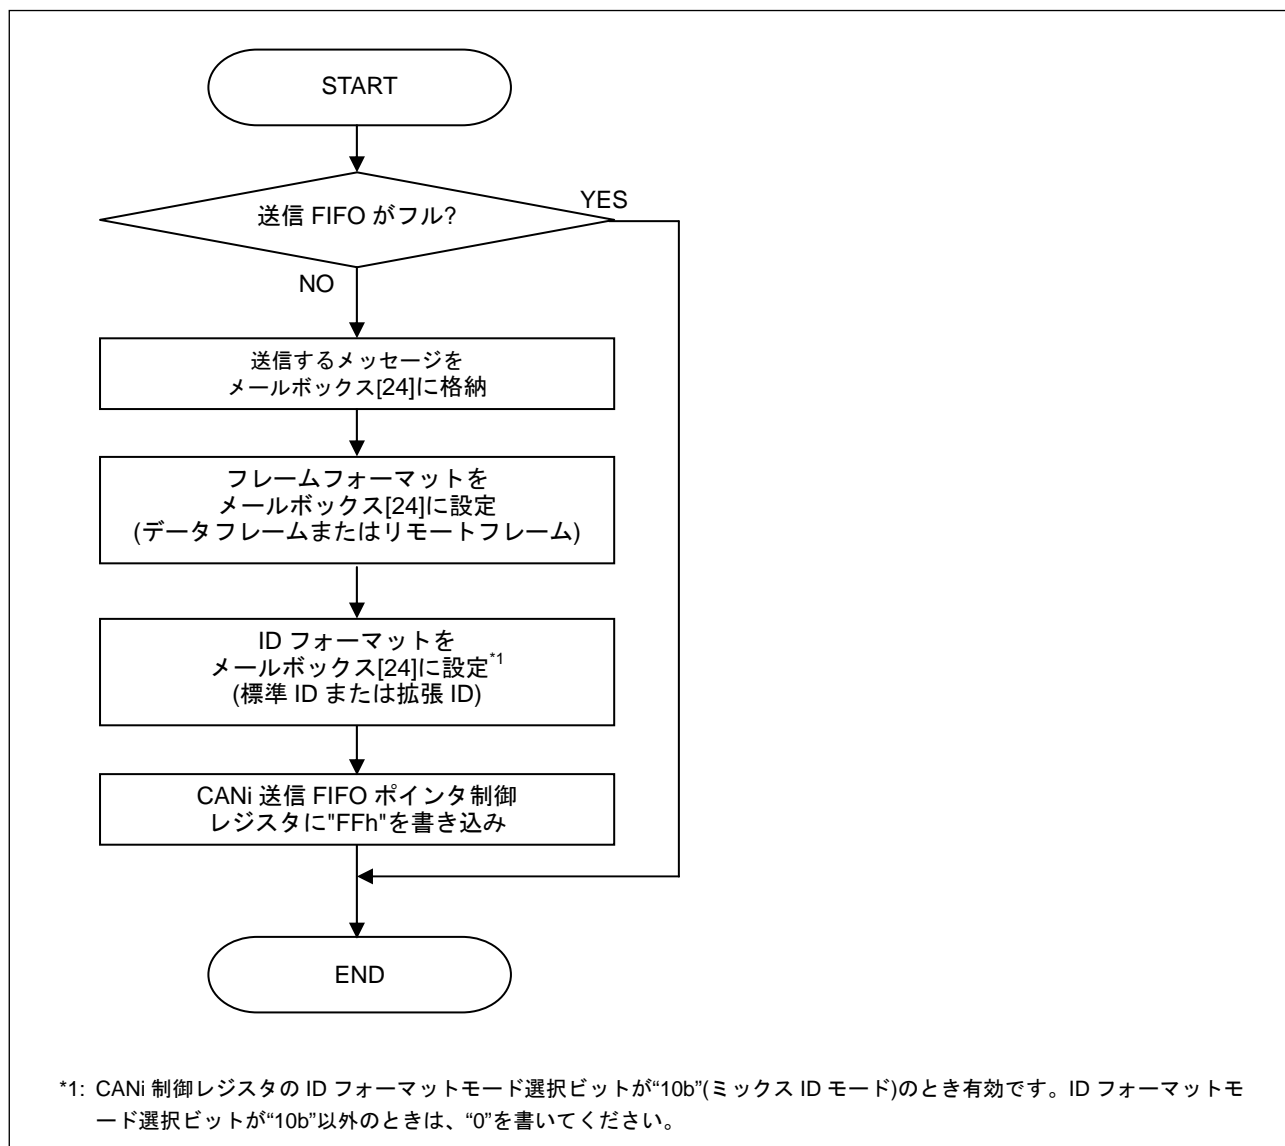 START
送信 FIFO がフル?
YES
NO
送信するメッセージを
メールボックス[24]に格納
フレームフォーマットを
メールボックス[24]に設定
(データフレームまたはリモートフレーム)
ID フォーマットを
メールボックス[24]に設定*1
(標準 ID または拡張 ID)
CANi 送信 FIFO ポインタ制御
レジスタに"FFh"を書き込み
END
*1: CANi 制御レジスタの ID フォーマットモード選択ビットが“10b”(ミックス ID モード)のとき有効です。ID フォーマットモ
ード選択ビットが“10b”以外のときは、“0”を書いてください。